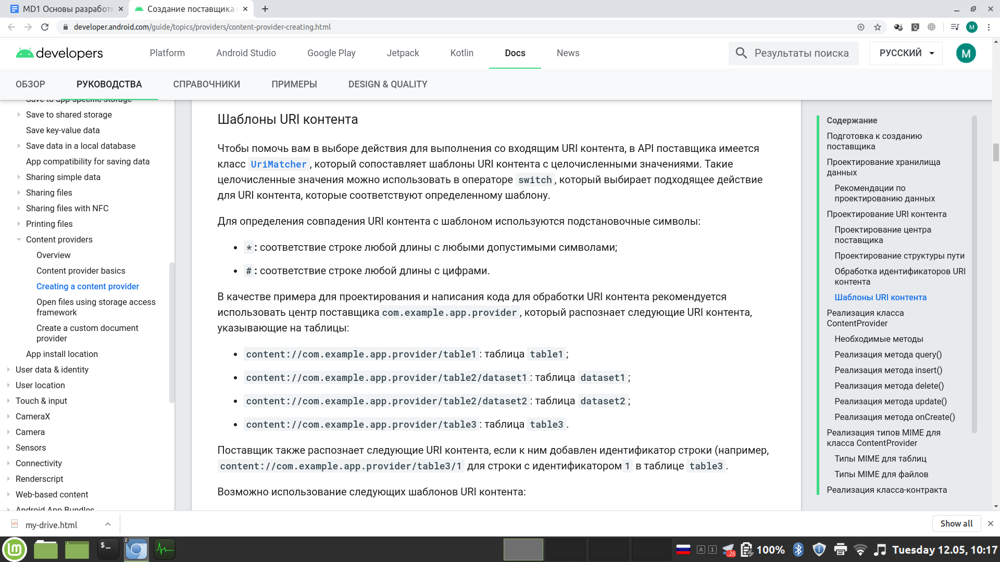 MD1 Основы разработк
Создание поставщика
developer.android.com/guide/topics/providers/content-provider-creating.html
M
developers
Platform
Android Studio
Google Play
Jetpack
Kotlin
Docs
News
Результаты поиска
РУССКИЙ
M
ОБЗОР
РУКОВОДСТВА
СПРАВОЧНИКИ
ПРИМЕРЫ
DESIGN & QUALITY
Save to app-specific storage
Save to shared storage
Save key-value data
Save data in a local database
App compatibility for saving data
Sharing simple data
Sharing files
Sharing files with NFC
Printing files
Content providers
Overview
Content provider basics
Creating a content provider
Open files using storage access
framework
Create a custom document
provider
App install location
User data & identity
User location
Touch & input
CameraX
Camera
Sensors
Connectivity
Renderscript
Web-based content
Android App Bundles
Шаблоны URI контента
Чтобы помочь вам в выборе действия для выполнения со входящим URI контента, в API поставщика имеется
класс UriMatcher, который сопоставляет шаблоны URI контента с целочисленными значениями. Такие
целочисленные значения можно использовать в операторе switch, который выбирает подходящее действие
для URI контента, которые соответствуют определенному шаблону.
Для определения совпадения URI контента с шаблоном используются подстановочные символы:
• *: соответствие строке любой длины с любыми допустимыми символами;
• #: соответствие строке любой длины с цифрами.
В качестве примера для проектирования и написания кода для обработки URI контента рекомендуется
использовать центр поставщика com.example.app.provider, который распознает следующие URI контента,
указывающие на таблицы:
• content://com.example.app.provider/table1: таблица table1;
• content://com.example.app.provider/table2/dataset1: таблица dataset1;
• content://com.example.app.provider/table2/dataset2: таблица dataset2;
• content://com.example.app.provider/table3: таблица table3.
Поставщик также распознает следующие URI контента, если к ним добавлен идентификатор строки (например,
content://com.example.app.provider/table3/1 для строки с идентификатором 1 в таблице table3.
Возможно использование следующих шаблонов URI контента:
Содержание
Подготовка к созданию
поставщика
Проектирование хранилища
данных
Рекомендации по
проектированию данных
Проектирование URI контента
Проектирование центра
поставщика
Проектирование структуры пути
Обработка идентификаторов URI
контента
Шаблоны URI контента
Реализация класса
ContentProvider
Необходимые методы
Реализация метода query()
Реализация метода insert()
Реализация метода delete()
Реализация метода update()
Реализация метода onCreate()
Реализация типов MIME для
класса ContentProvider
Типы MIME для таблиц
Типы MIME для файлов
Реализация класса-контракта
my-drive.html
Show all
$_
2
A 1
..26
100%
Tuesday 12.05, 10:17